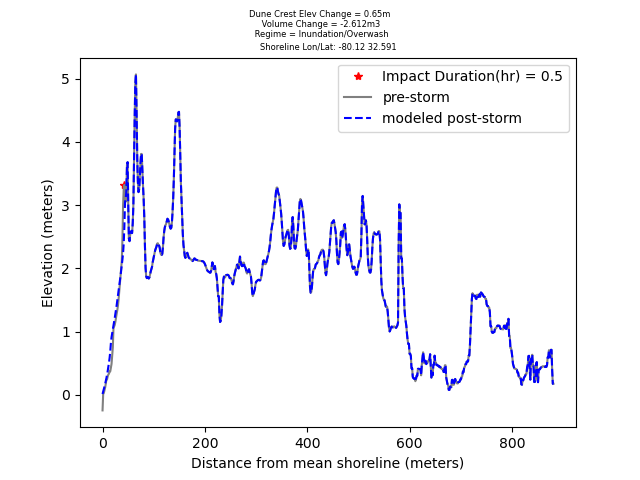 Dune Crest Elev Change = 0.65m
Volume Change = -2.612m3
Regime = Inundation/Overwash
Shoreline Lon/Lat: -80.12 32.591
Impact Duration(hr) = 0.5
pre-storm
modeled post-storm
Elevation (meters)
5
4
3
2
1
0
0 200 400 600 800
Distance from mean shoreline (meters)